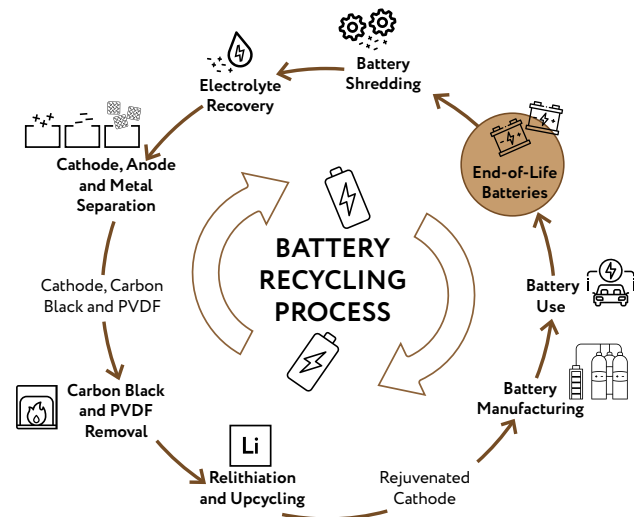 BATTERY
RECYCLING
PROCESS
End-of-Life
Batteries
Battery
Shredding
Electrolyte
Recovery
Cathode, Anode
and Metal
Separation
Cathode, Carbon
Black and PVDF
Carbon Black
and PVDF
Removal
Li
Relithiation
and Upcycling
Rejuvenated
Cathode
Battery
Manufacturing
Battery
Use